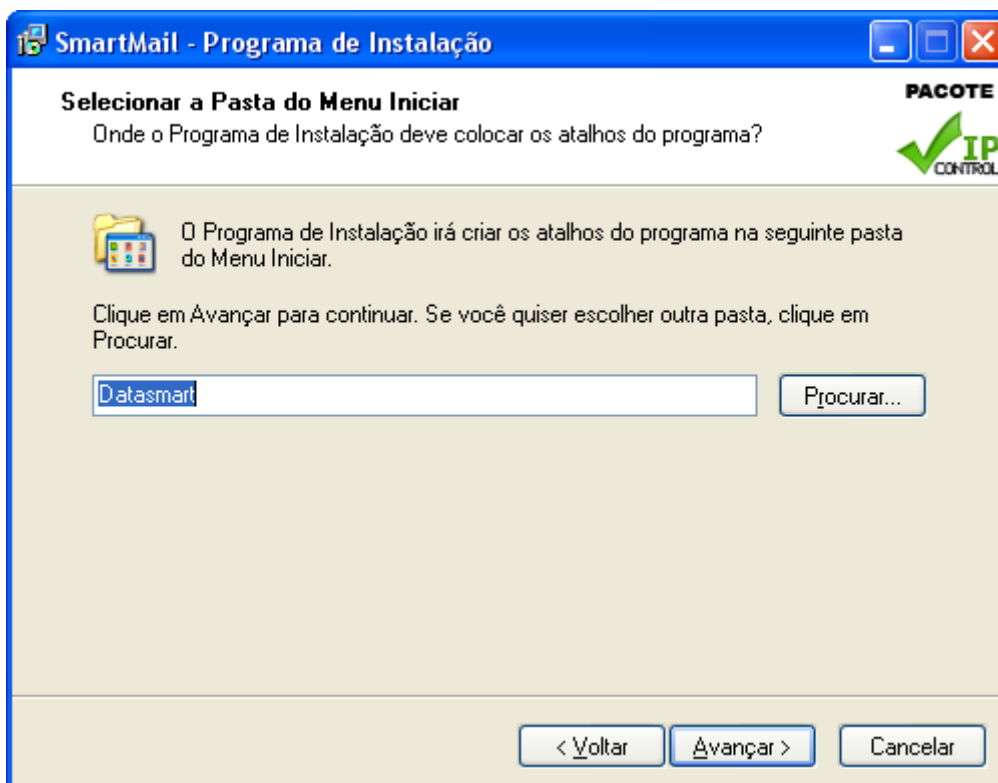 SmartMail - Programa de Instalação
Selecionar a Pasta do Menu Iniciar
Onde o Programa de Instalação deve colocar os atalhos do programa?
PACOTE
IP
CONTROL
O Programa de Instalação irá criar os atalhos do programa na seguinte pasta
do Menu Iniciar.
Clique em Avançar para continuar. Se você quiser escolher outra pasta, clique em
Procurar.
Datasmart
Procurar...
< Voltar
Avançar >
Cancelar